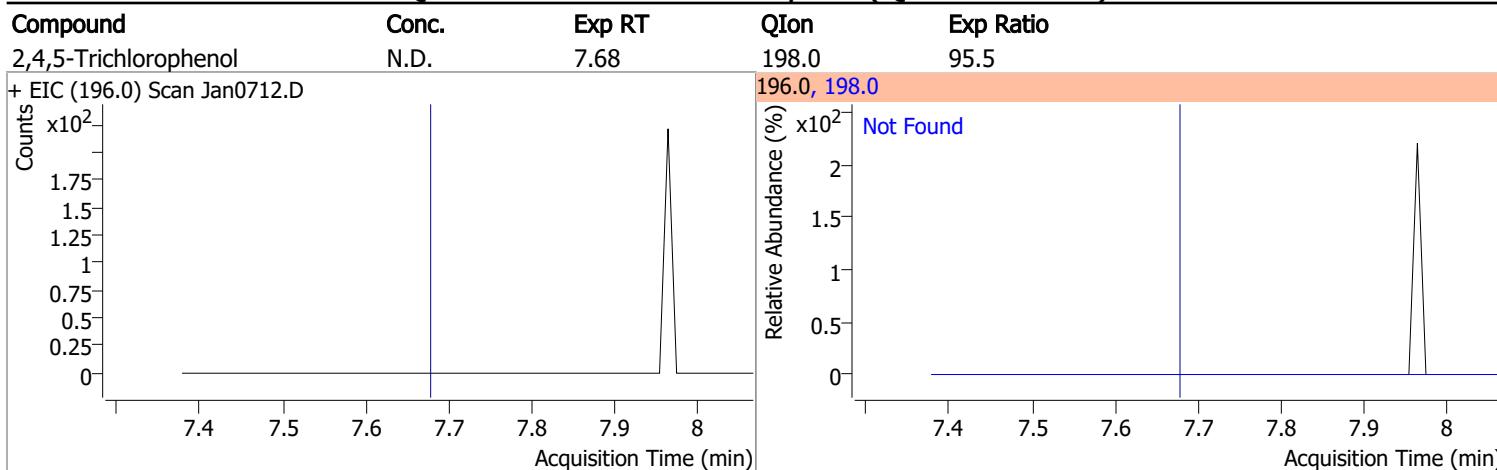 Compound Conc. Exp RT QIon Exp Ratio
2,4,5-Trichlorophenol N.D. 7.68 198.0 95.5
+ EIC (196.0) Scan Jan0712.D
Counts
x10²
1.75
1.5
1.25
1
0.75
0.5
0.25
0
7.4 7.5 7.6 7.7 7.8 7.9 8
Acquisition Time (min)
196.0, 198.0
Relative Abundance (%)
x10²
Not Found
2
1.5
1
0.5
0
7.4 7.5 7.6 7.7 7.8 7.9 8
Acquisition Time (min)